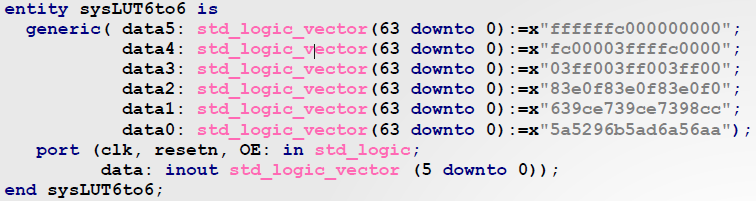 entity sysLUT6to6 is
generic( data5: std_logic_vector(63 downto 0):=x"ffffffc000000000";
data4: std_logic_vector(63 downto 0):=x"fc00003ffffc0000";
data3: std_logic_vector(63 downto 0):=x"03ff003ff003ff00";
data2: std_logic_vector(63 downto 0):=x"83e0f83e0f83e0f0";
data1: std_logic_vector(63 downto 0):=x"639ce739ce7398cc";
data0: std_logic_vector(63 downto 0):=x"5a5296b5ad6a56aa");
port (clk, resetn, OE: in std_logic;
data: inout std_logic_vector (5 downto 0));
end sysLUT6to6;